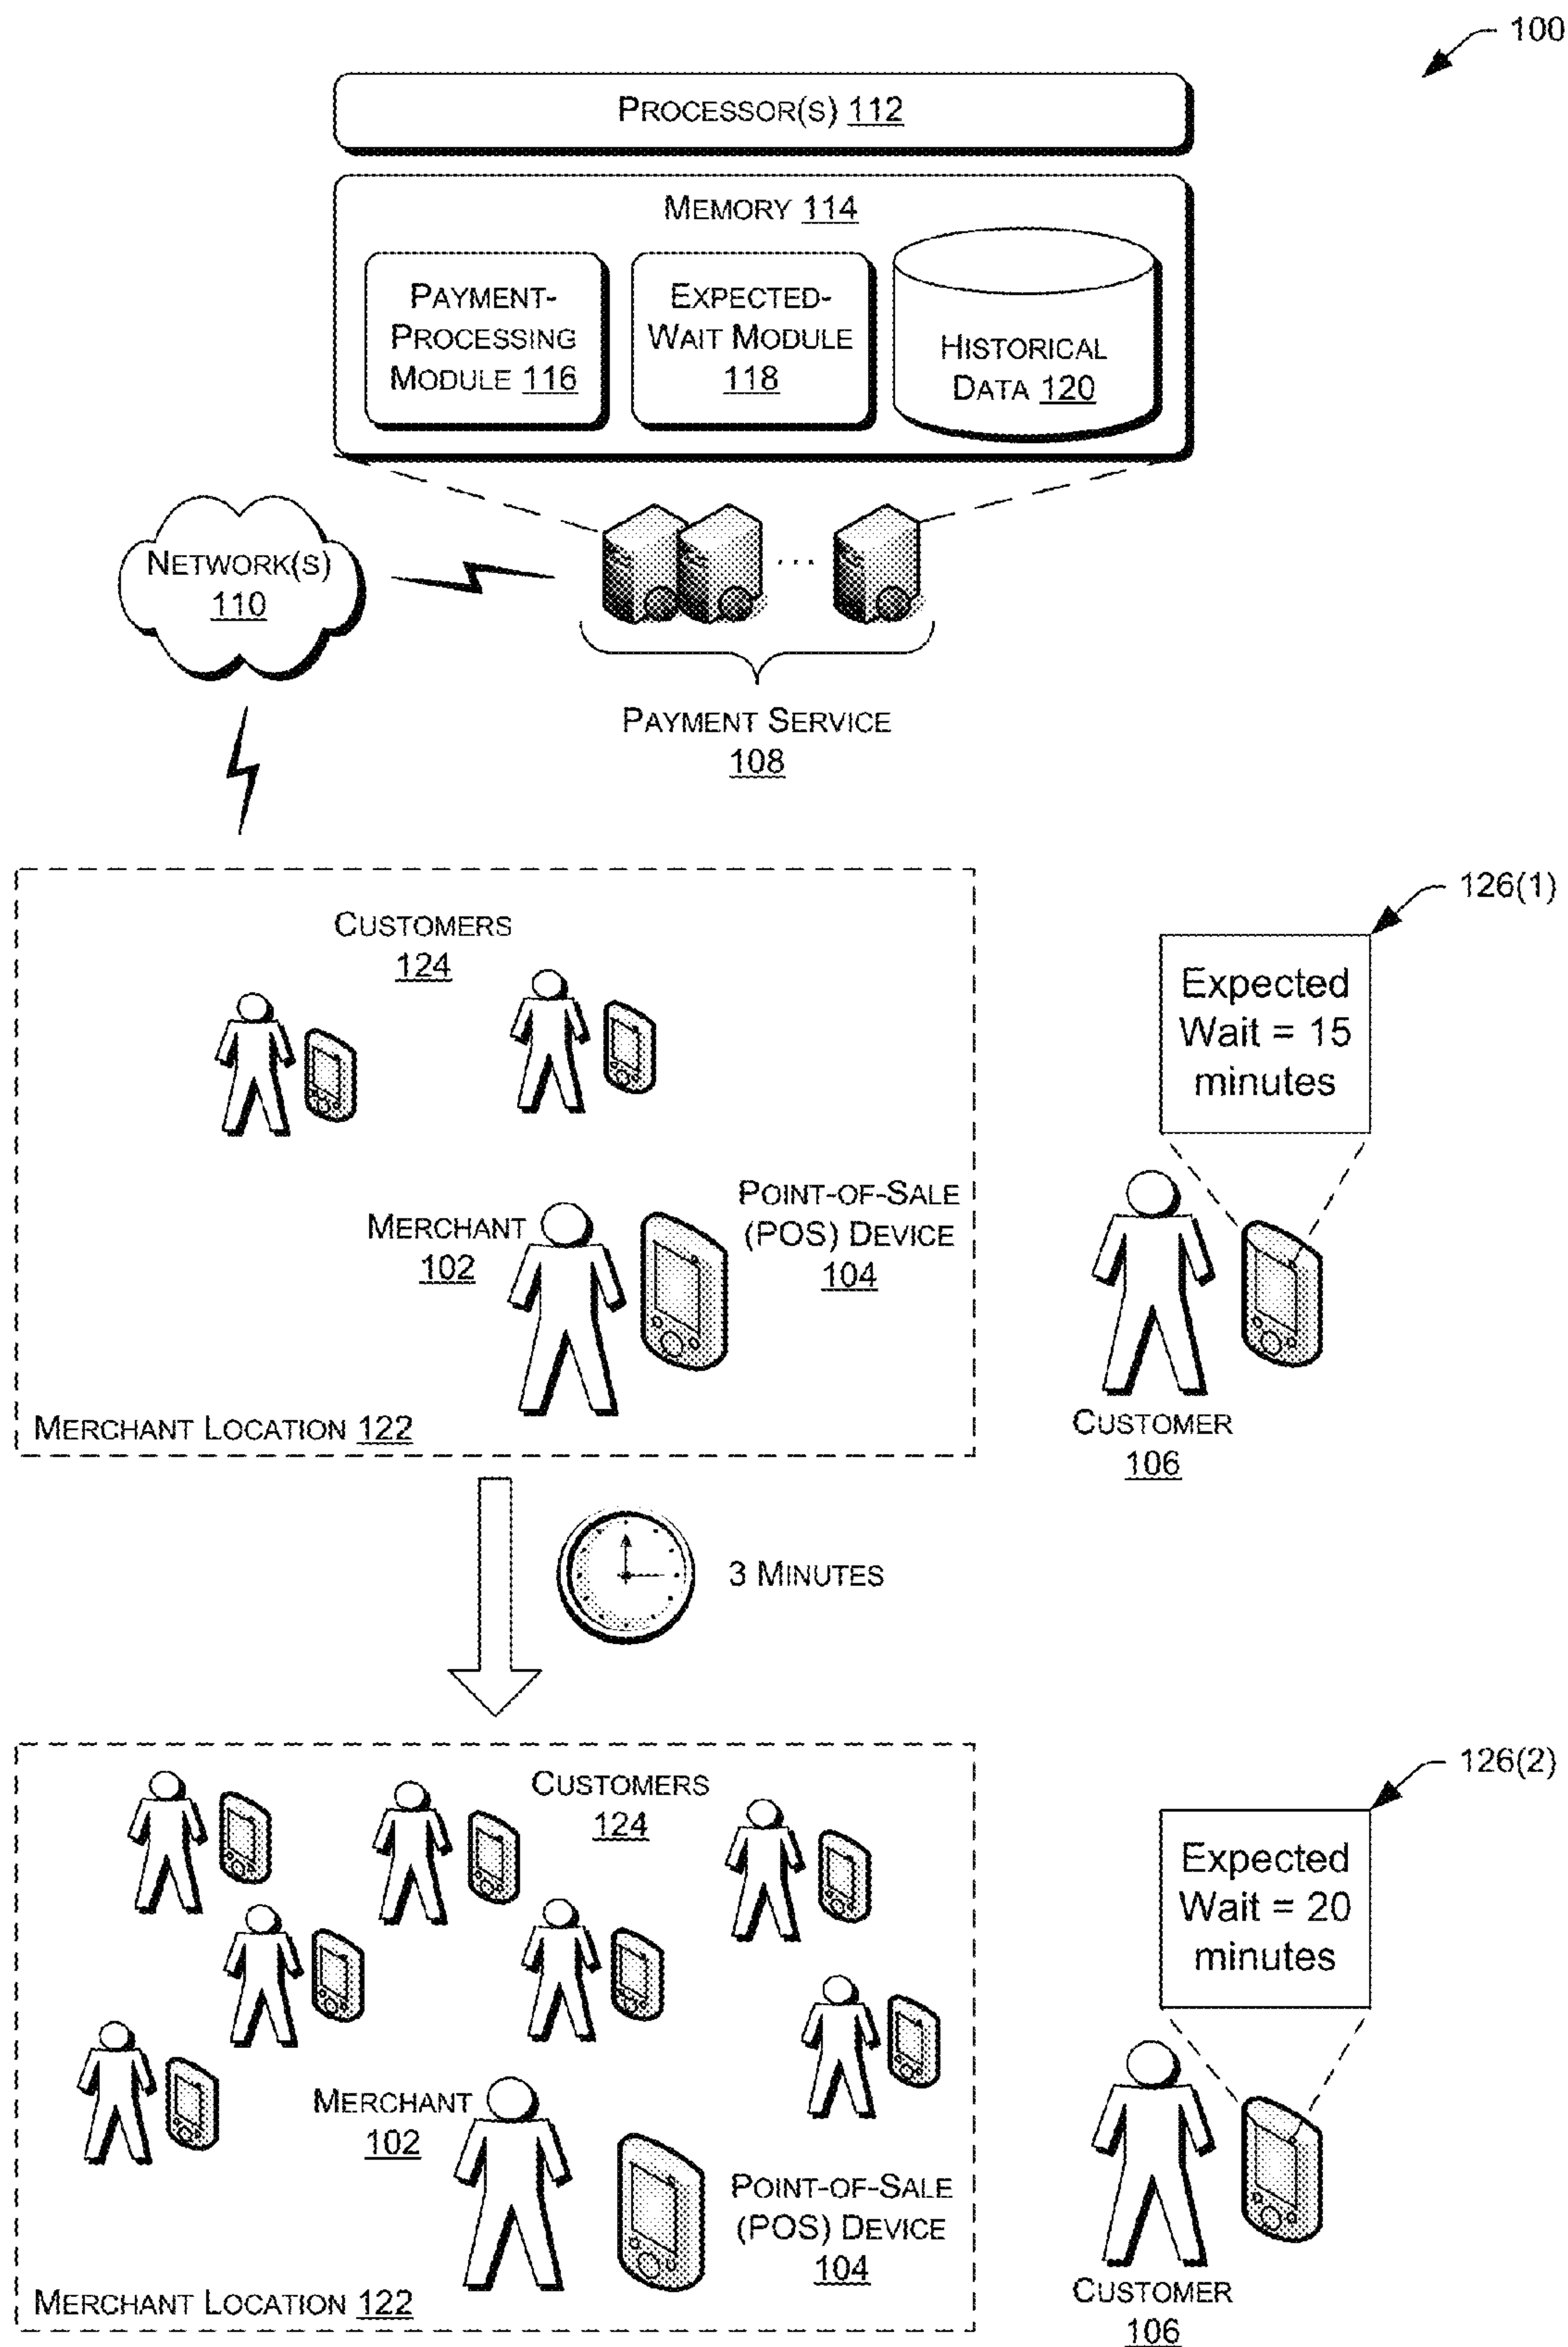 100
PROCESSOR(S) 112
MEMORY 114
PAYMENT-
PROCESSING
MODULE 116
EXPECTED-
WAIT MODULE
118
HISTORICAL
DATA 120
NETWORK(S)
110
...
PAYMENT SERVICE
108
126(1)
CUSTOMERS
124
Expected
Wait = 15
minutes
POINT-OF-SALE
(POS) DEVICE
104
MERCHANT
102
MERCHANT LOCATION 122
CUSTOMER
106
3 MINUTES
126(2)
CUSTOMERS
124
Expected
Wait = 20
minutes
MERCHANT
102
POINT-OF-SALE
(POS) DEVICE
104
MERCHANT LOCATION 122
CUSTOMER
106